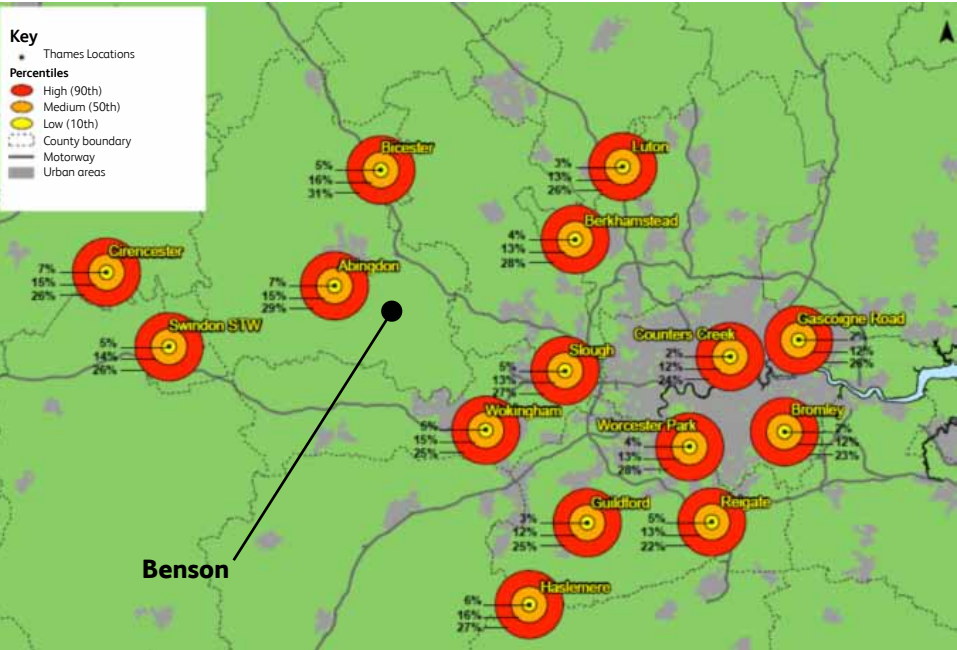 Key
Thames Locations
Percentiles
High (90th)
Medium (50th)
Low (10th)
County boundary
Motorway
Urban areas
N
Bicester
5%
16%
31%
Luton
3%
13%
26%
Berkhamstead
4%
13%
28%
Cirencester
7%
15%
26%
Abingdon
7%
15%
29%
Swindon STW
5%
14%
26%
Gascoigne Road
2%
12%
26%
Counters Creek
2%
12%
24%
Slough
5%
13%
27%
Wokingham
5%
15%
25%
Bromley
12%
23%
Worcester Park
4%
13%
28%
Guildford
3%
12%
25%
Reigate
5%
13%
22%
Benson
Haslemere
6%
16%
27%